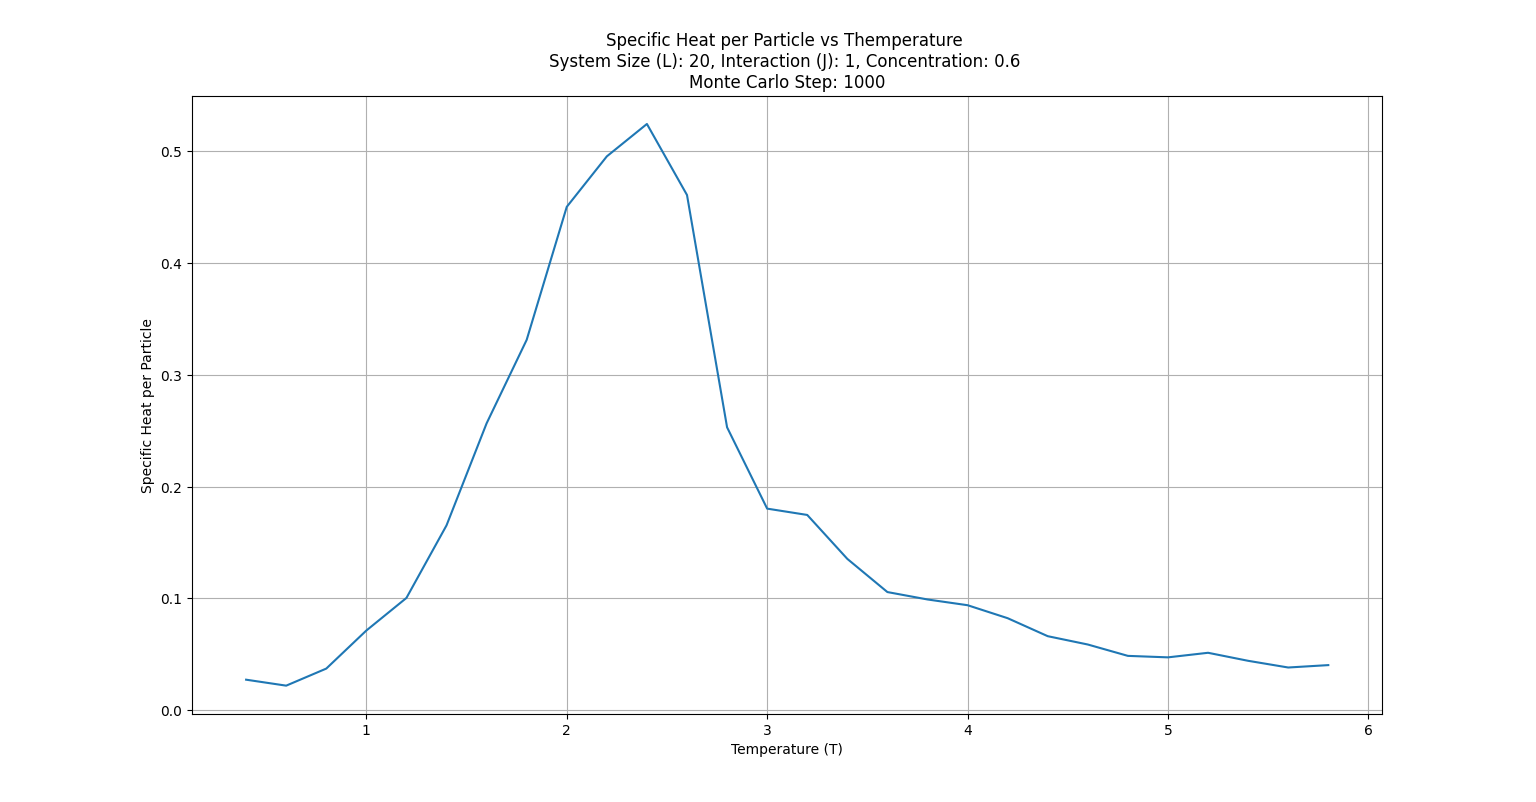 Specific Heat per Particle vs Themperature
System Size (L): 20, Interaction (J): 1, Concentration: 0.6
Monte Carlo Step: 1000
Specific Heat per Particle
0.5
0.4
0.3
0.2
0.1
0.0
1 2 3 4 5 6
Temperature (T)